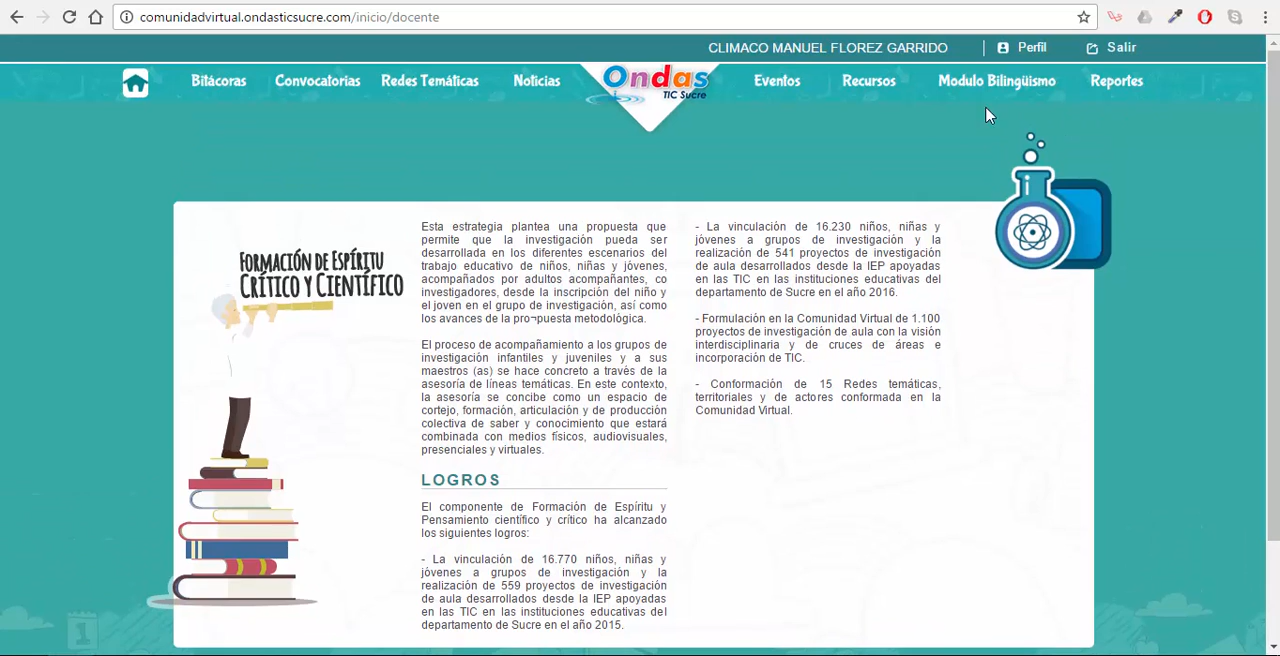 comunidadvirtual.ondasticsucre.com/inicio/docente
CLIMACO MANUEL FLOREZ GARRIDO
Perfil
Salir
Bitácoras
Convocatorias
Redes Temáticas
Noticias
Ondas
TIC Sucre
Eventos
Recursos
Modulo Bilingüismo
Reportes
FORMACIÓN DE ESPÍRITU
CRÍTICO Y CIENTÍFICO
Esta estrategia plantea una propuesta que
permite que la investigación pueda ser
desarrollada en los diferentes escenarios del
trabajo educativo de niños, niñas y jóvenes,
acompañados por adultos acompañantes, co
investigadores, desde la inscripción del niño y
el joven en el grupo de investigación, así como
los avances de la pro¬puesta metodológica.
El proceso de acompañamiento a los grupos de
investigación infantiles y juveniles y a sus
maestros (as) se hace concreto a través de la
asesoría de líneas temáticas. En este contexto,
la asesoría se concibe como un espacio de
cortejo, formación, articulación y de producción
colectiva de saber y conocimiento que estará
combinada con medios físicos, audiovisuales,
presenciales y virtuales.
LOGROS
El componente de Formación de Espíritu y
Pensamiento científico y crítico ha alcanzado
los siguientes logros:
- La vinculación de 16.770 niños, niñas y
jóvenes a grupos de investigación y la
realización de 559 proyectos de investigación
de aula desarrollados desde la IEP apoyadas
en las TIC en las instituciones educativas del
departamento de Sucre en el año 2015.
- La vinculación de 16.230 niños, niñas y
jóvenes a grupos de investigación y la
realización de 541 proyectos de investigación
de aula desarrollados desde la IEP apoyadas
en las TIC en las instituciones educativas del
departamento de Sucre en el año 2016.
- Formulación en la Comunidad Virtual de 1.100
proyectos de investigación de aula con la visión
interdisciplinaria y de cruces de áreas e
incorporación de TIC.
- Conformación de 15 Redes temáticas,
territoriales y de actores conformada en la
Comunidad Virtual.
1